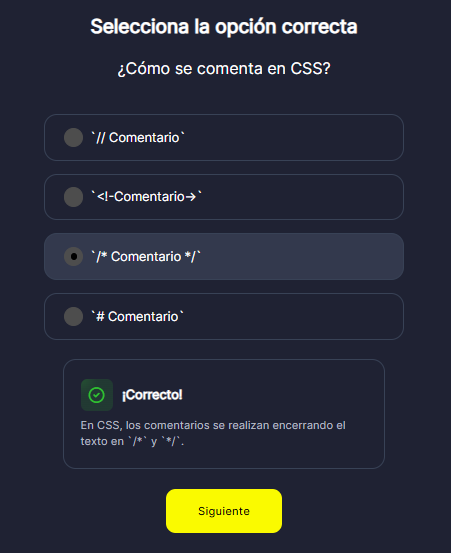 Selecciona la opción correcta
¿Cómo se comenta en CSS?
`// Comentario`
`<!-Comentario→`
`/* Comentario */`
`# Comentario`
¡Correcto!
En CSS, los comentarios se realizan encerrando el
texto en `/*` y `*/`.
Siguiente